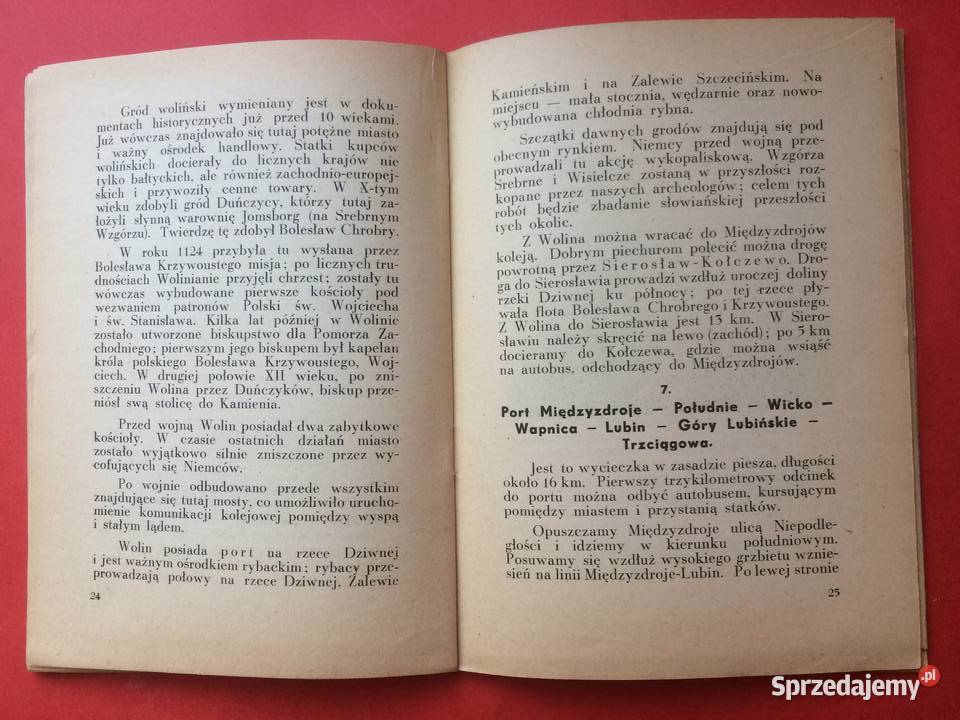 Gród woliński wymieniany jest w doku-
mentach historycznych już przed 10 wiekami.
Już wówczas znajdowało się tutaj potężne miasto
i ważny ośrodek handlowy. Statki kupców
wolińskich docierały do licznych krajów nie
tylko bałtyckich, ale również zachodnio-europej-
skich i przywoziły cenne towary. W X-tym
wieku zdobyli gród Duńczycy, którzy tutaj za-
łożyli słynną warownię Jomsborg (na Srebrnym
Wzgórzu). Twierdzę tę zdobył Bolesław Chrobry.
W roku 1124 przybyła tu wysłana przez
Bolesława Krzywoustego misja; po licznych tru-
dnościach Wolinianie przyjęli chrzest; zostały tu
wówczas wybudowane pierwsze kościoły pod
wezwaniem patronów Polski św. Wojciecha
i św. Stanisława. Kilka lat później w Wolinie
zostało utworzone biskupstwo dla Pomorza Za-
chodniego; pierwszym jego biskupem był kapelan
króla polskiego Bolesława Krzywoustego, Woj-
ciech. W drugiej połowie XII wieku, po zni-
szczeniu Wolina przez Duńczyków, biskup prze-
niósł swą stolicę do Kamienia.
Przed wojną Wolin posiadał dwa zabytkowe
kościoły. W czasie ostatnich działań miasto
zostało wyjątkowo silnie zniszczone przez wy-
cofujących się Niemców.
Po wojnie odbudowano przede wszystkim
znajdujące się tutaj mosty, co umożliwiło urucho-
mienie komunikacji kolejowej pomiędzy wyspą
i stałym lądem.
Wolin posiada port na rzece Dziwnej
i jest ważnym ośrodkiem rybackim; rybacy prze-
prowadzają połowy na rzece Dziwnej, Zalewie
24
Kamieńskim i na Zalewie Szczecińskim. Na
miejscu — mała stocznia, wędzarnie oraz nowo-
wybudowana chłodnia rybna.
Szczątki dawnych grodów znajdują się pod
obecnym rynkiem. Niemcy przed wojną prze-
prowadzali tu akcję wykopaliskową. Wzgórza
Srebrne i Wisielcze zostaną w przyszłości roz-
kopane przez naszych archeologów; celem tych
robót będzie zbadanie słowiańskiej przeszłości
tych okolic.
Z Wolina można wracać do Międzyzdrojów
koleją. Dobrym piechurom polecić można drogę
powrotną przez Sierosław-Kołczewo. Dro-
ga do Sierosławia prowadzi wzdłuż uroczej doliny
rzeki Dziwnej ku północy; po tej rzece pły-
wała flota Bolesława Chrobrego i Krzywoustego.
Z Wolina do Sierosławia jest 13 km. W Siero-
sławiu należy skręcić na lewo (zachód); po 5 km
docieramy do Kołczewa, gdzie można wsiąść
na autobus, odchodzący do Międzyzdrojów.
7.
Port Międzyzdroje — Południe — Wicko —
Wapnica — Lubin — Góry Lubińskie —
Trzciągowa.
Jest to wycieczka w zasadzie piesza, długości
około 16 km. Pierwszy trzykilometrowy odcinek
do portu można odbyć autobusem, kursującym
pomiędzy miastem i przystanią statków.
Opuszczamy Międzyzdroje ulicą Niepodle-
głości i idziemy w kierunku południowym.
Posuwamy się wzdłuż wysokiego grzbietu wznie-
sień na linii Międzyzdroje-Lubin. Po lewej stronie
25
Sprzedajemy.pl